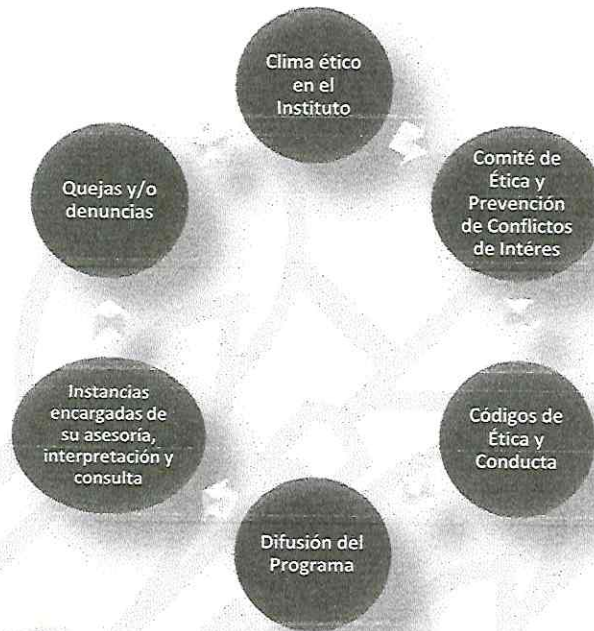 Clima ético
en el
Instituto
Comité de
Ética y
Prevención
de Conflictos
de Intéres
Códigos de
Ética y
Conducta
Difusión del
Programa
Instancias
encargadas de
su asesoría,
interpretación y
consulta
Quejas y/o
denuncias